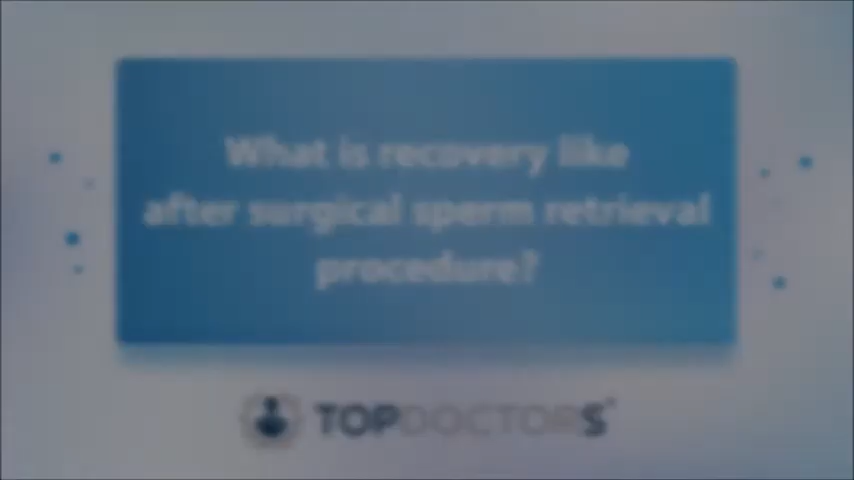 What is recovery like
after surgical sperm retrieval
procedure?
TOPDOCTORS